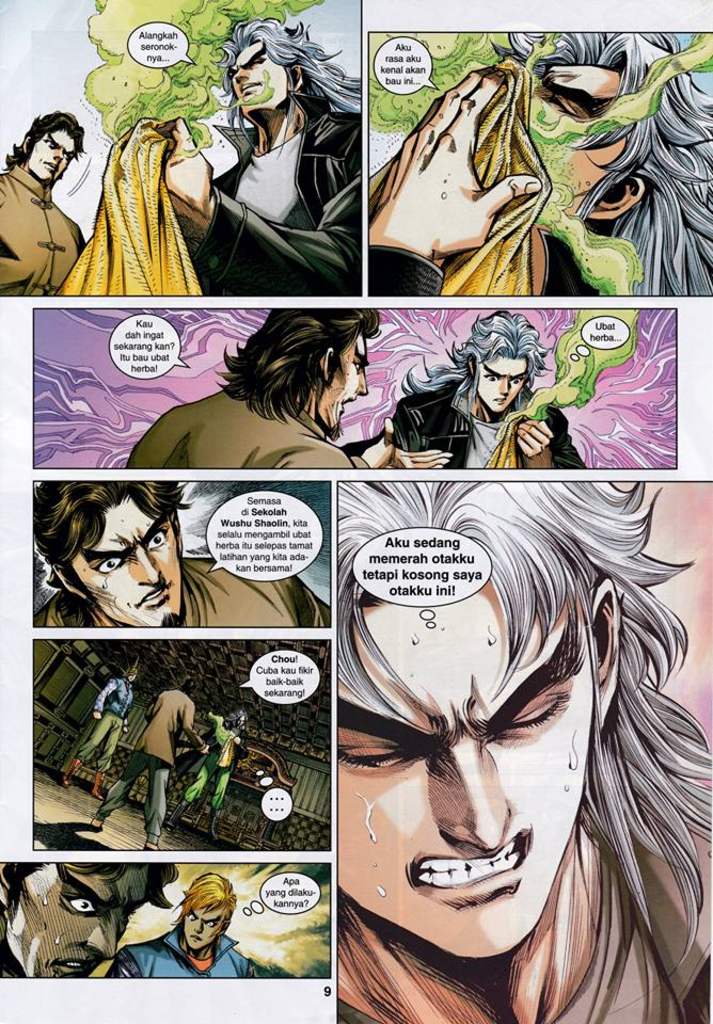 Alangkah
seronok-
nya...
Aku
rasa aku
kenal akan
bau ini...
Kau
dah ingat
sekarang kan?
Itu bau ubat
herba!
Ubat
herba...
Semasa
di Sekolah
Wushu Shaolin, kita
selalu mengambil ubat
herba itu selepas tamat
latihan yang kita ada-
kan bersama!
Aku sedang
memerah otakku
tetapi kosong saya
otakku ini!
Chou!
Cuba kau fikir
baik-baik
sekarang!
...
...
Apa
yang dilaku-
kannya?
9